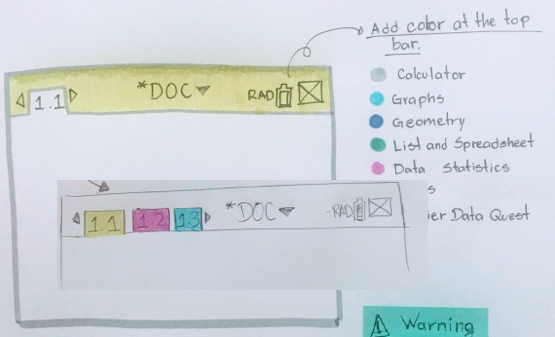 Add color at the top
bar.
1.1
*DOC
RAD
Calculator
Graphs
Geometry
List and Spreadsheet
Data Statistics
s
ier Data Quest
1.1
1.2
1.3
*DOC
RAD
Warning